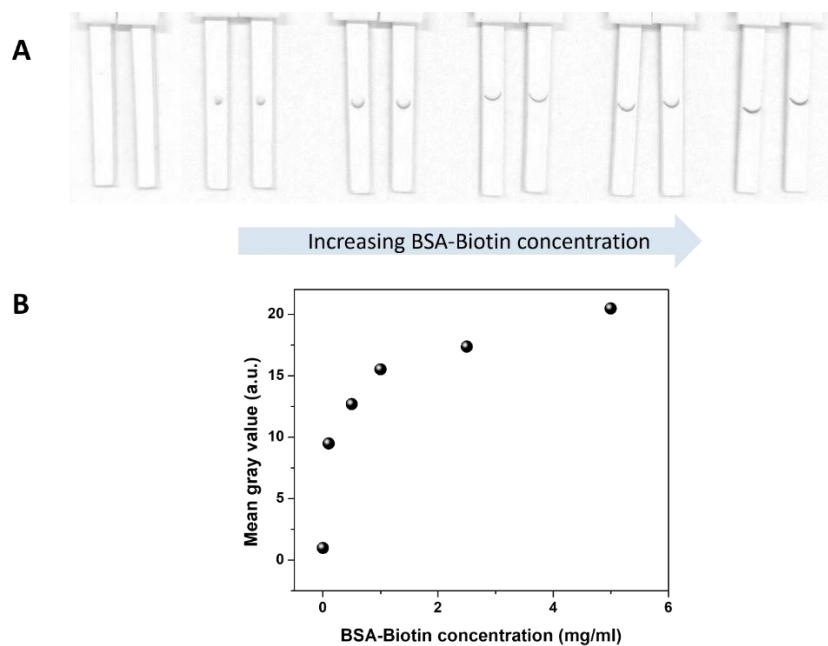 A
Increasing BSA-Biotin concentration
B
20
15
10
5
0
Mean gray value (a.u.)
0 2 4 6
BSA-Biotin concentration (mg/ml)